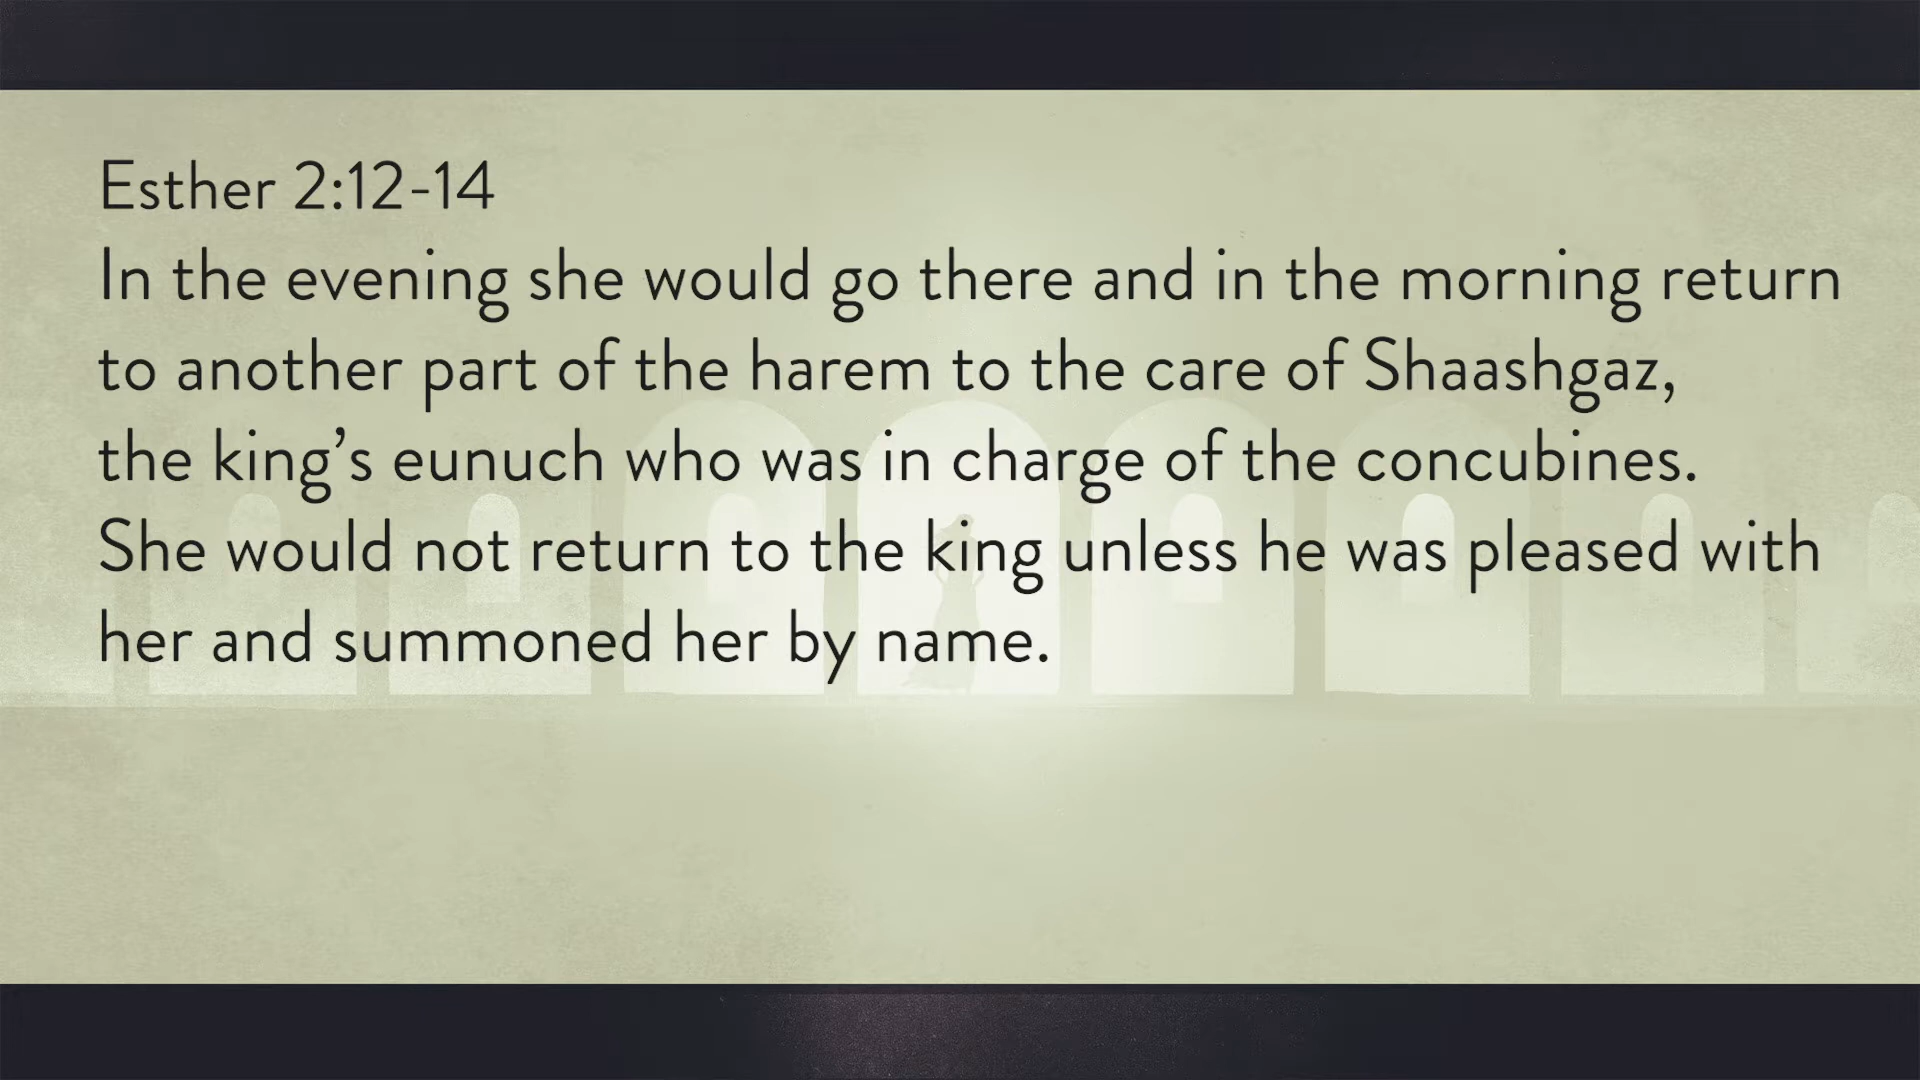 Esther 2:12-14
In the evening she would go there and in the morning return
to another part of the harem to the care of Shaashgaz,
the king’s eunuch who was in charge of the concubines.
She would not return to the king unless he was pleased with
her and summoned her by name.